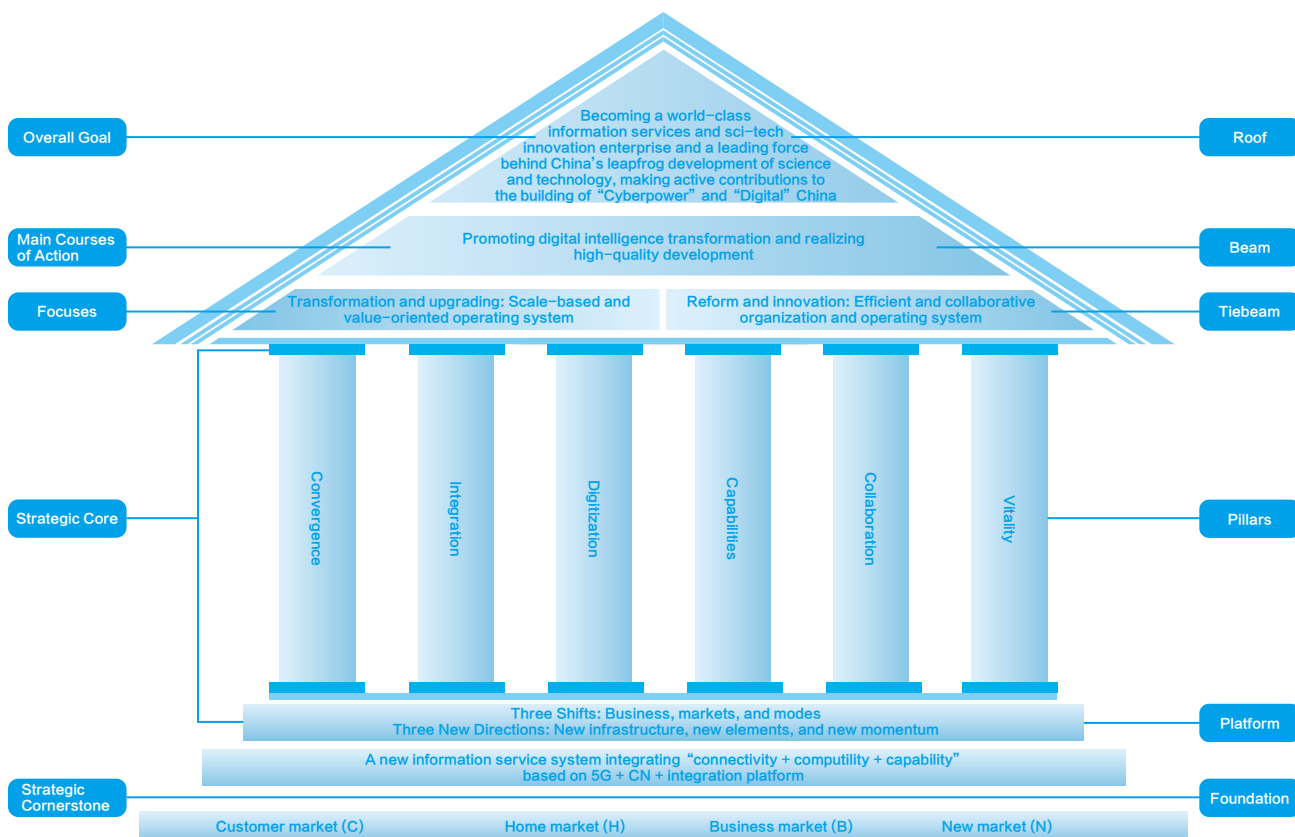 Becoming a world-class
information services and sci-tech
innovation enterprise and a leading force
behind China's leapfrog development of science
and technology, making active contributions to
the building of “Cyberpower” and “Digital” China
Overall Goal
Roof
Main Courses
of Action
Promoting digital intelligence transformation and realizing
high-quality development
Beam
Focuses
Transformation and upgrading: Scale-based and
value-oriented operating system
Reform and innovation: Efficient and collaborative
organization and operating system
Tiebeam
Strategic Core
Convergence
Integration
Digitization
Capabilities
Collaboration
Vitality
Pillars
Three Shifts: Business, markets, and modes
Three New Directions: New infrastructure, new elements, and new momentum
Platform
A new information service system integrating “connectivity + computility + capability”
based on 5G + CN + integration platform
Strategic
Cornerstone
Foundation
Customer market (C)
Home market (H)
Business market (B)
New market (N)